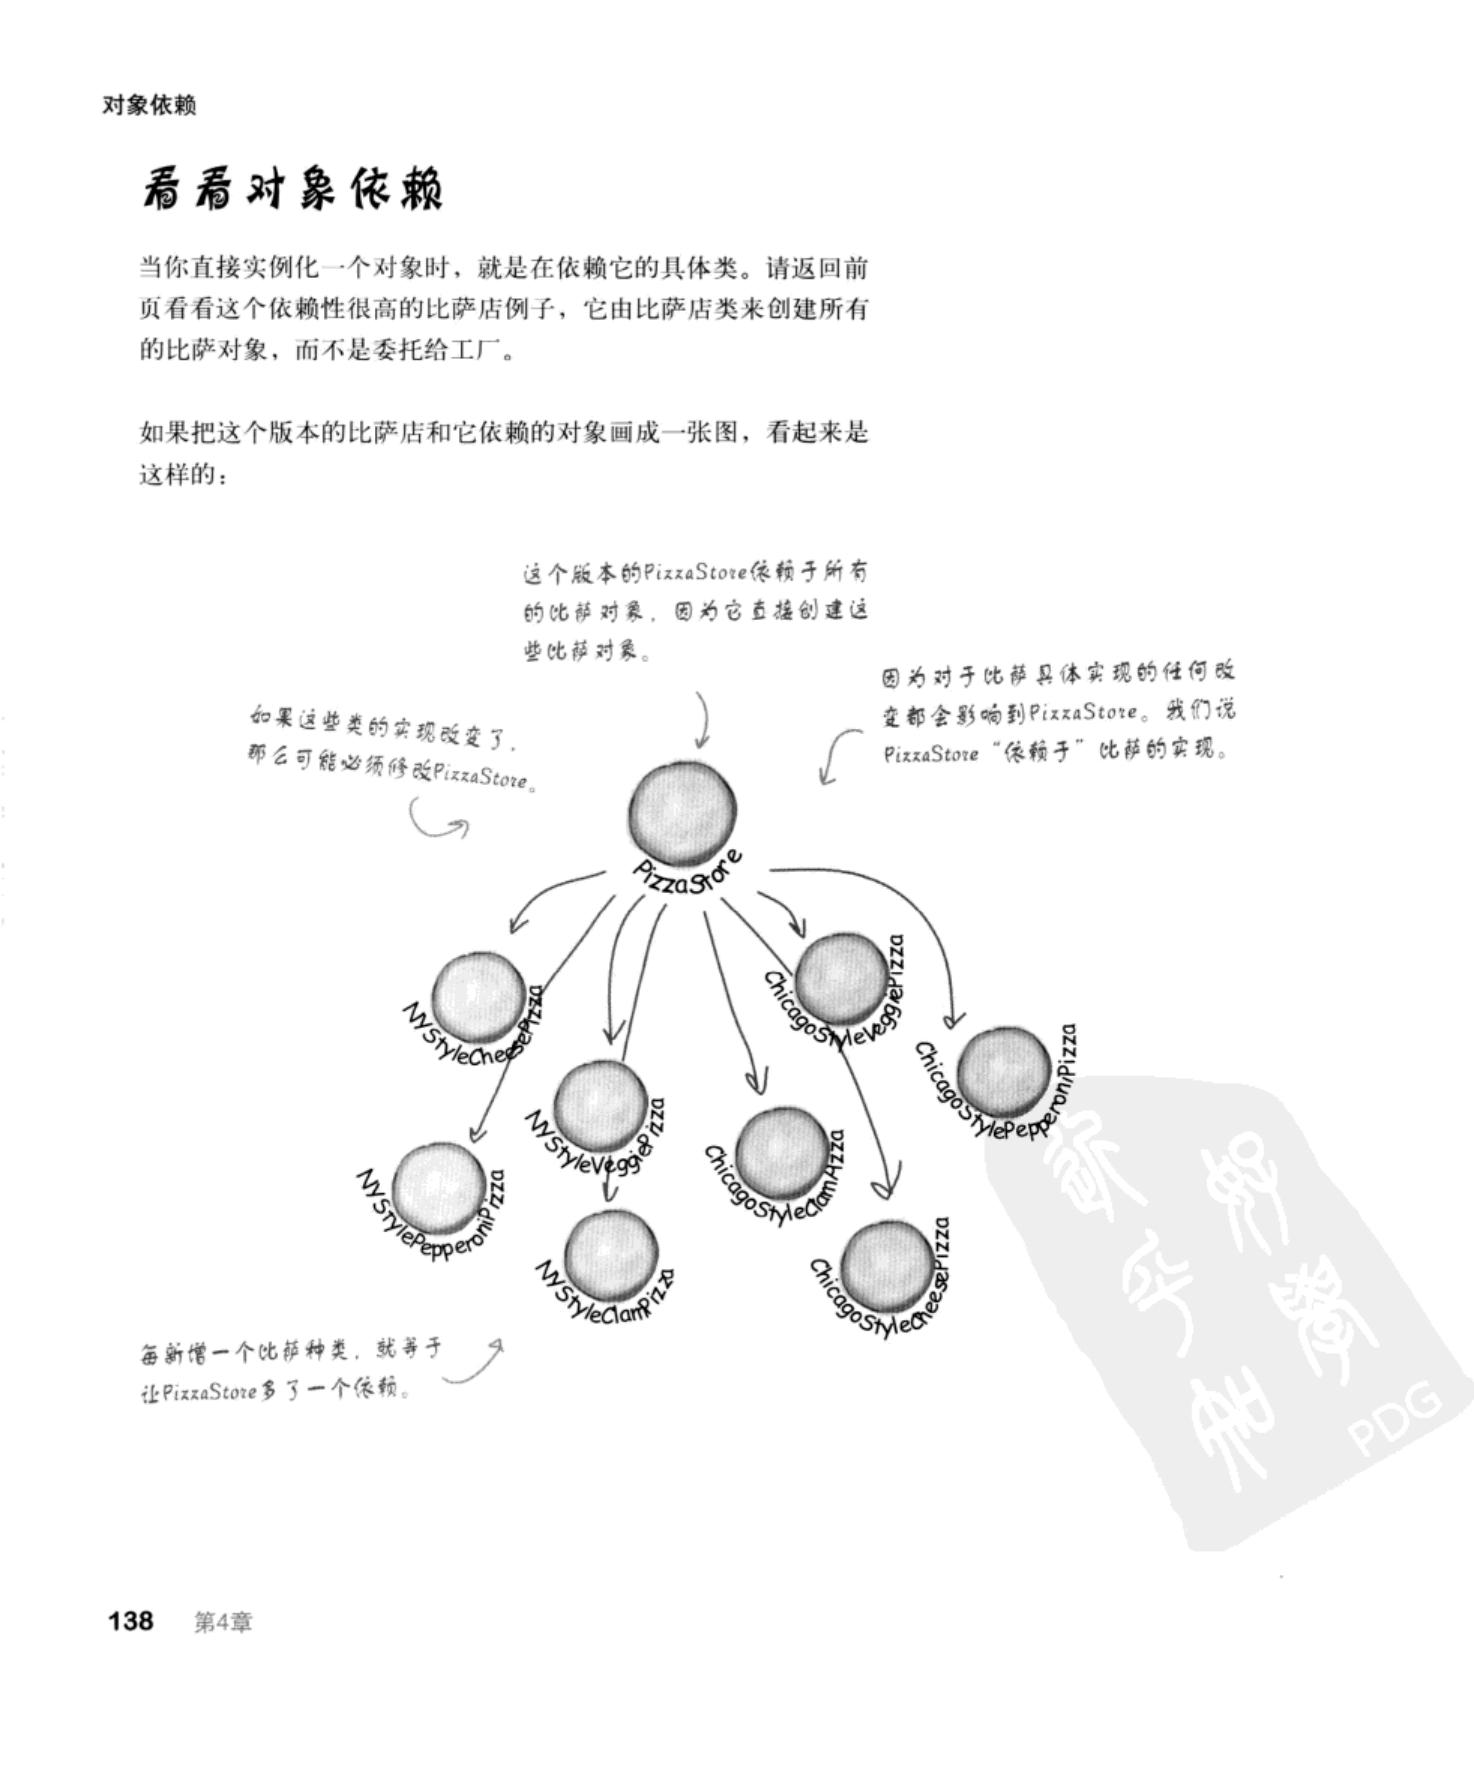 对象依赖
看看对象依赖
当你直接实例化一个对象时，就是在依赖它的具体类。请返回前
页看看这个依赖性很高的比萨店例子，它由比萨店类来创建所有
的比萨对象，而不是委托给工厂。
如果把这个版本的比萨店和它依赖的对象画成一张图，看起来是
这样的：
这个版本的PizzaStore依赖于所有
的比萨对象，因为它直接创建这
些比萨对象。
因为对于比萨具体实现的任何改
变都会影响到PizzaStore。我们说
PizzaStore“依赖于”比萨的实现。
如果这些类的实现改变了，
那么可能必须修改PizzaStore。
PizzaStore
NYStyleCheesePizza
ChicagoStyleVeggiePizza
ChicagoStylePepperoniPizza
NYStyleVeggiePizza
ChicagoStyleClamPizza
NYStylePepperoniPizza
NYStyleClamPizza
ChicagoStyleCheesePizza
每新增一个比萨种类，就等于
让PizzaStore多了一个依赖。
PDG
138 第4章